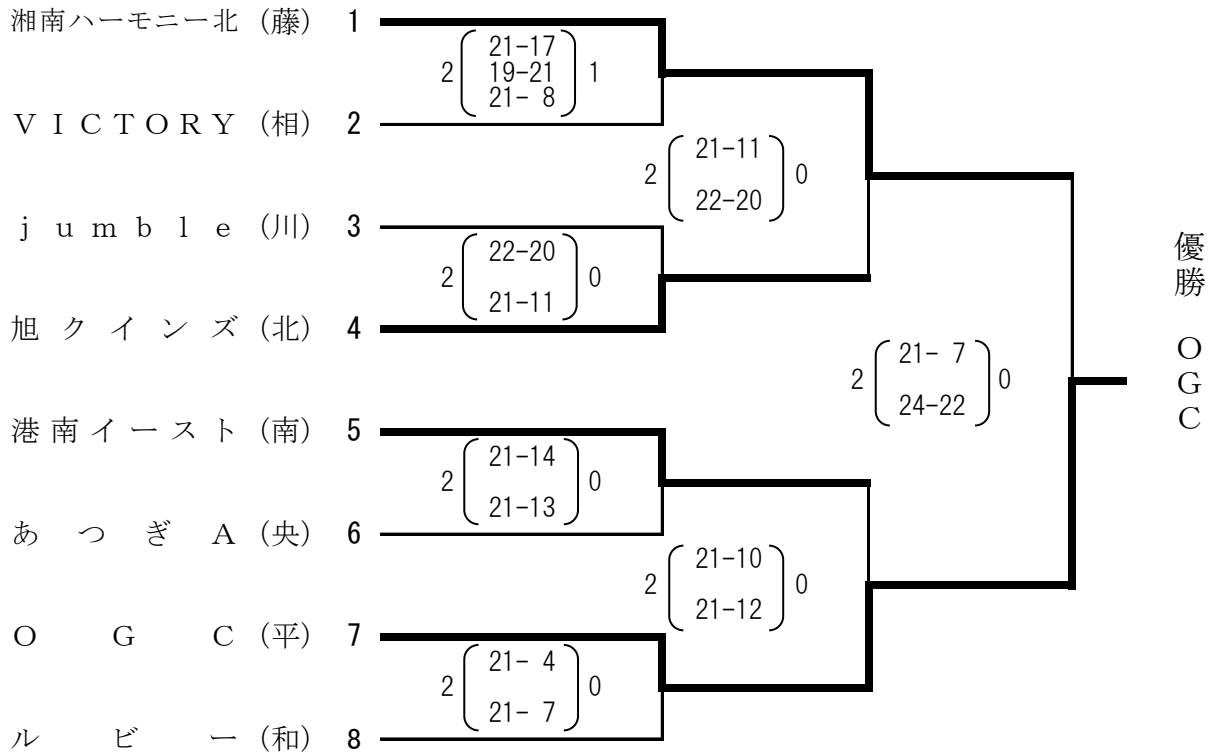 湘南ハーモニー北 (藤) 1
21-17
2 19-21 1
21- 8
VICTORY (相) 2
21-11
2 0
22-20
jumble (川) 3
22-20
2 0
21-11
旭クインズ (北) 4
21- 7
2 0
24-22
優勝 OGC
港南イースト (南) 5
21-14
2 0
21-13
あつぎA (央) 6
21-10
2 0
21-12
OGC (平) 7
21- 4
2 0
21- 7
ルビー (和) 8